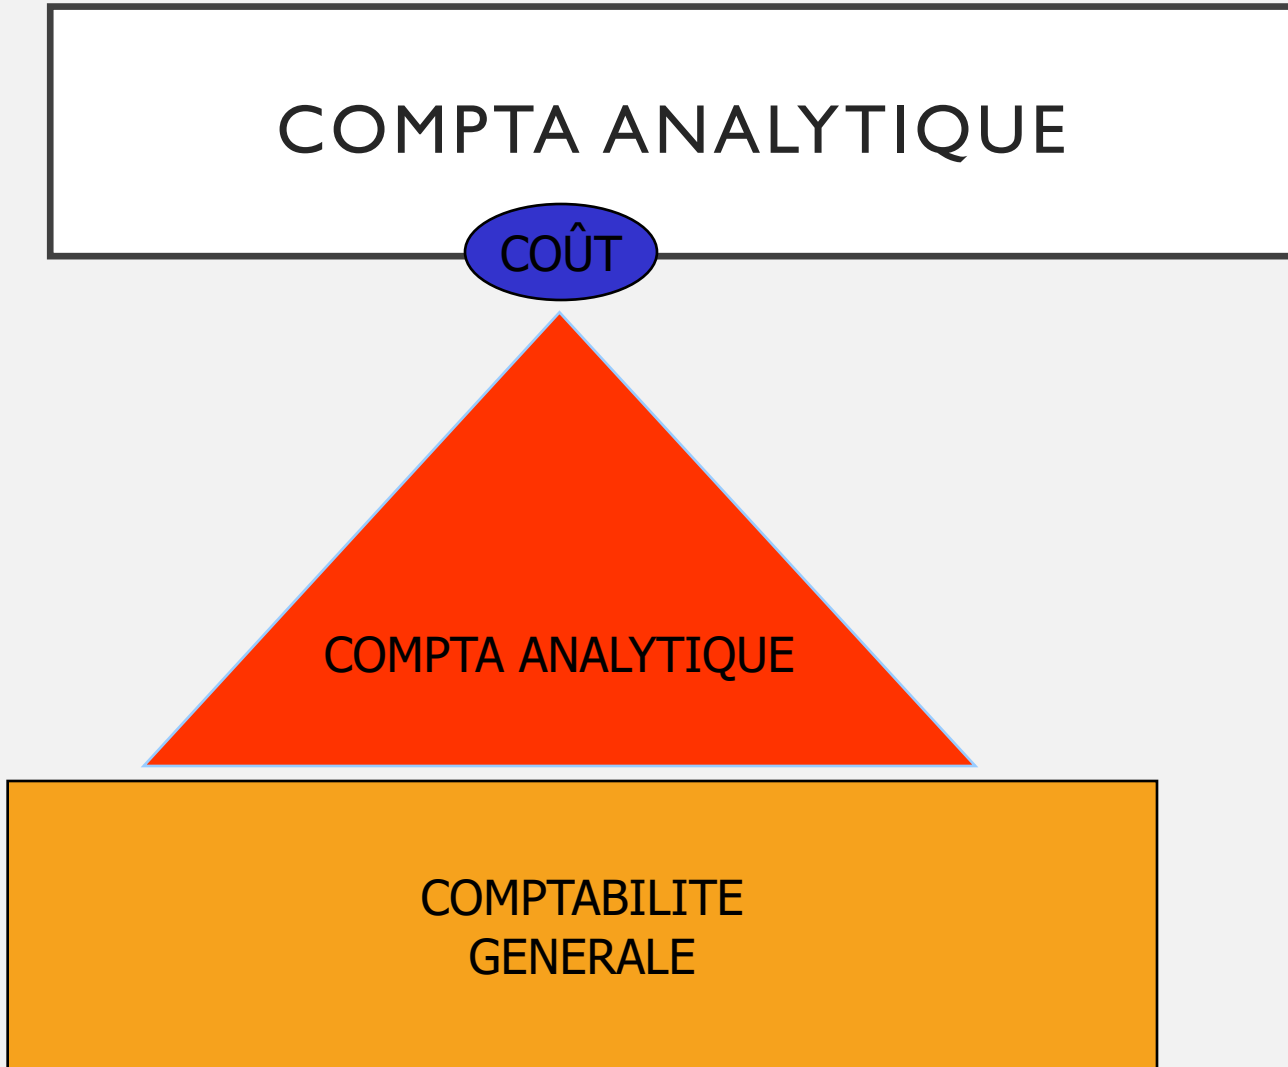 COMPTA ANALYTIQUE
COÛT
COMPTA ANALYTIQUE
COMPTABILITE
GENERALE